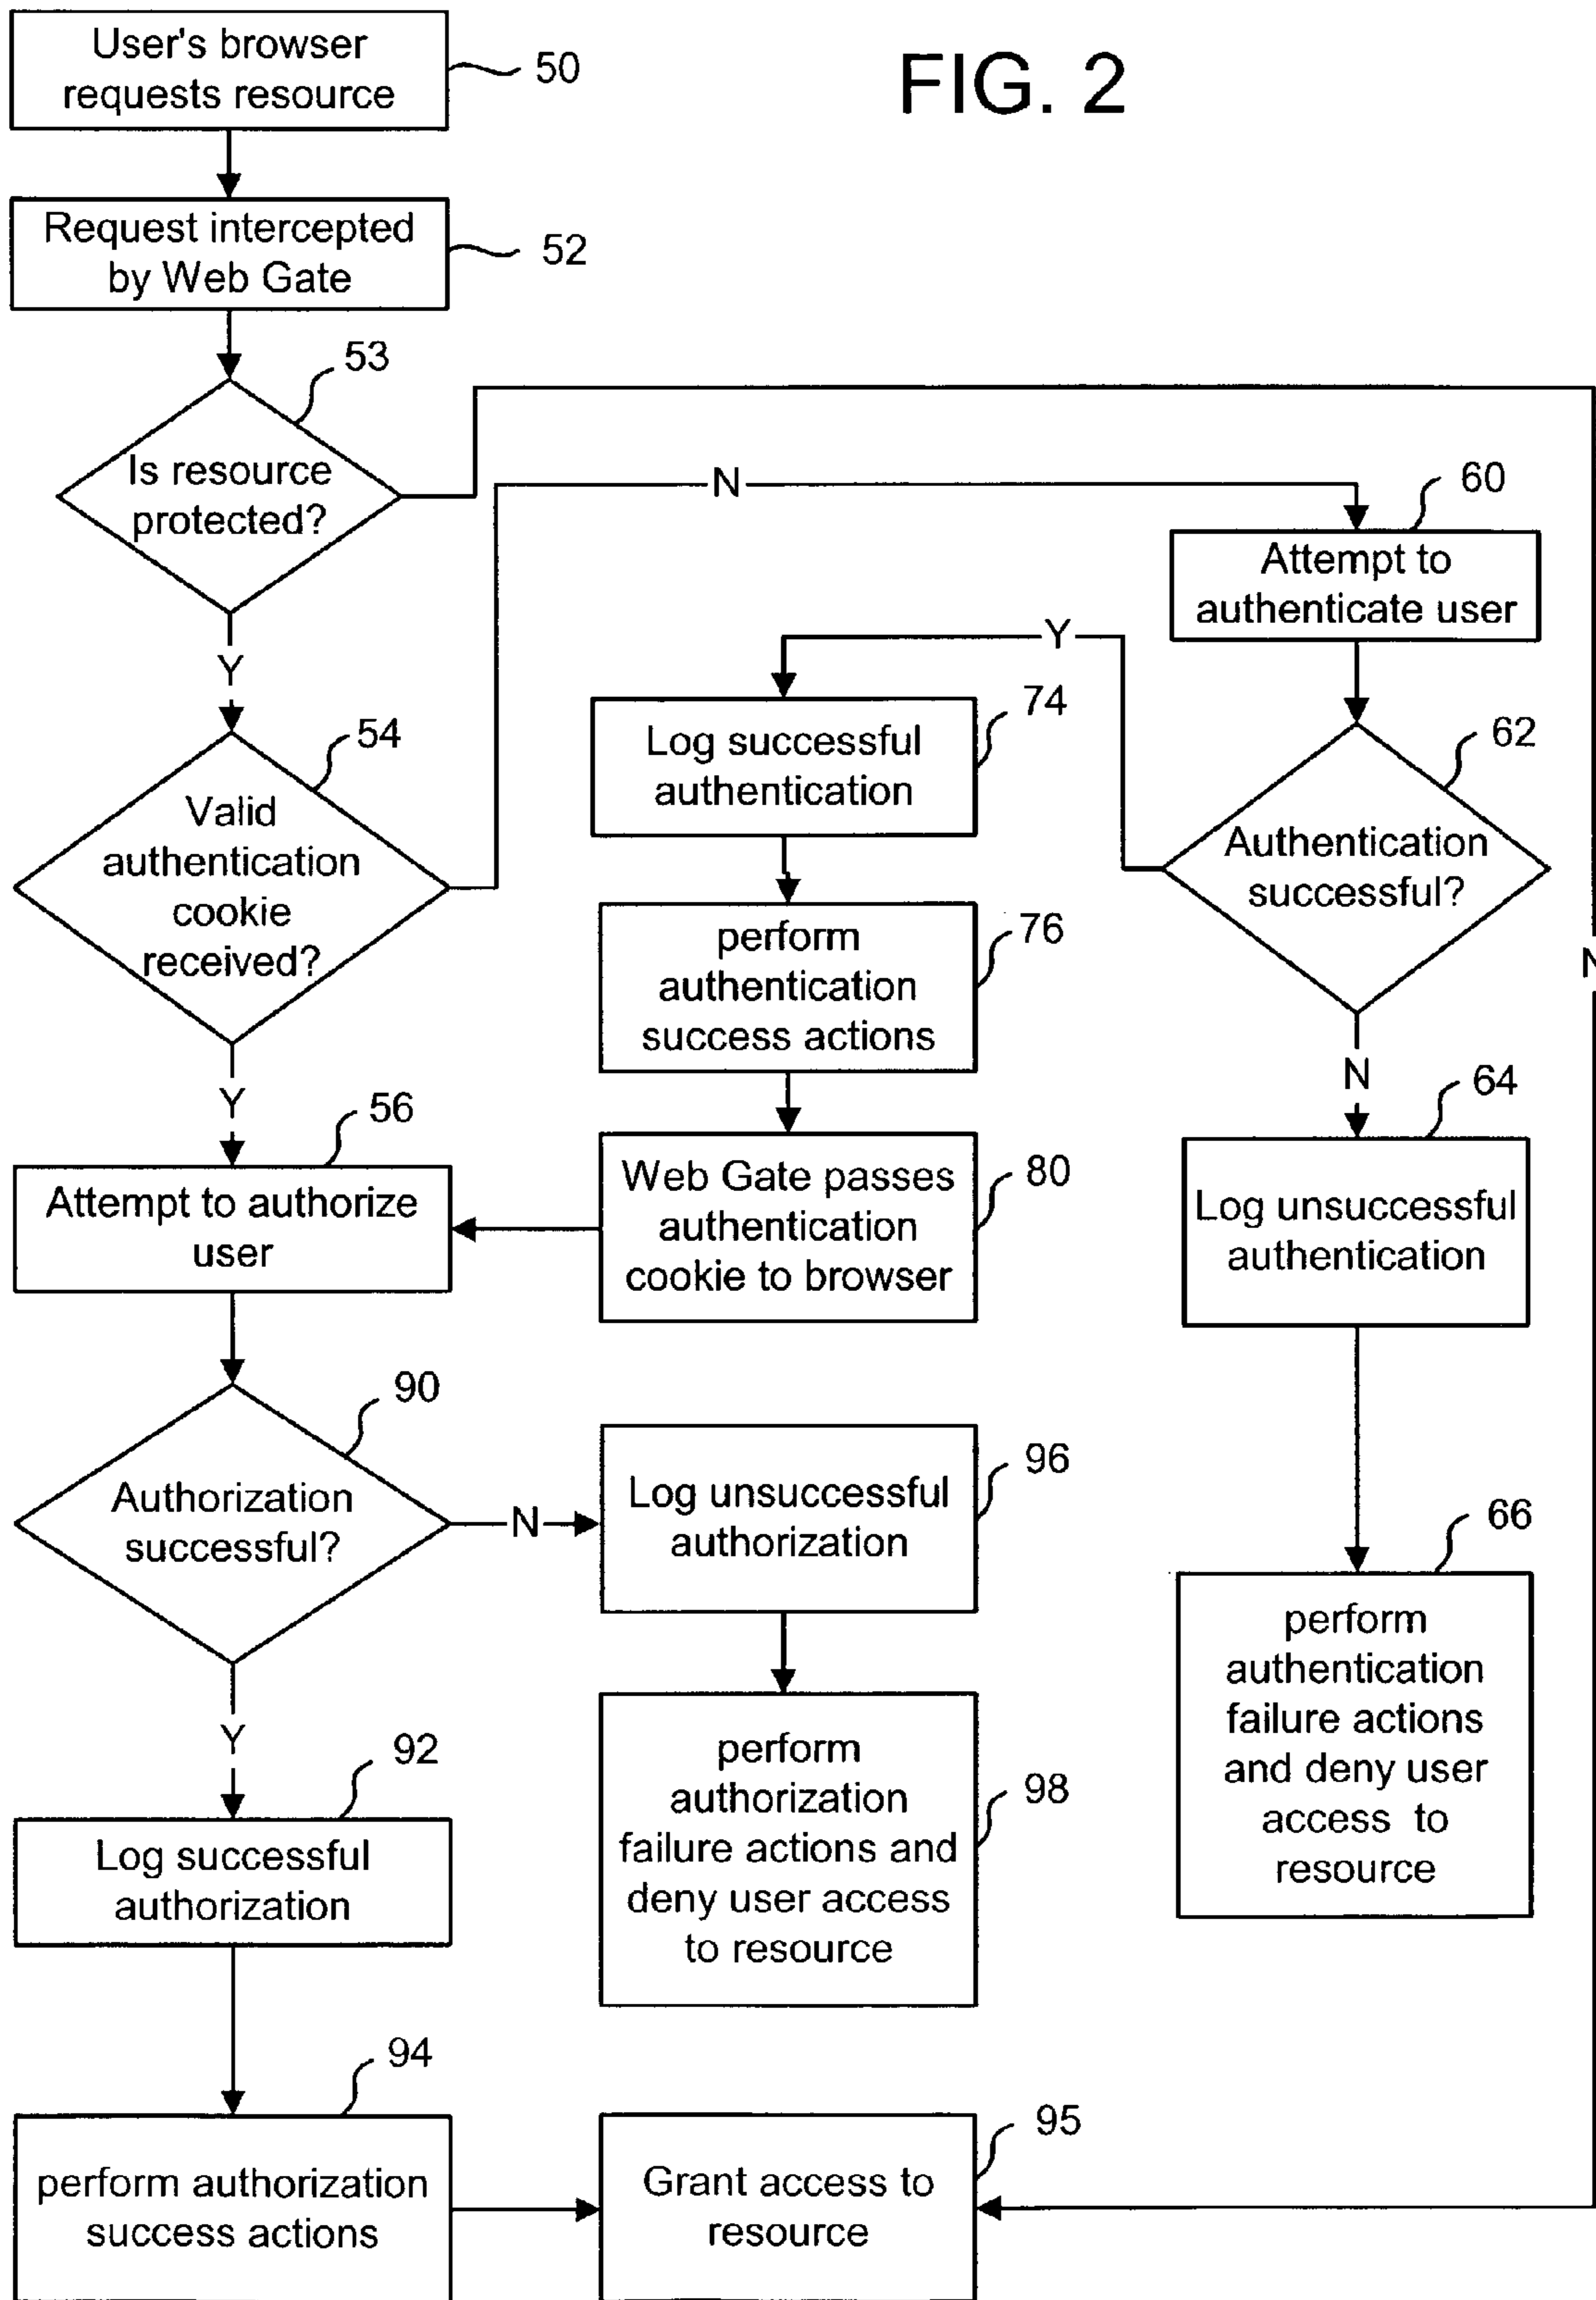 FIG. 2
User's browser
requests resource
50
Request intercepted
by Web Gate
52
53
Is resource
protected?
N
Y
54
Valid
authentication
cookie
received?
N
Y
60
Attempt to
authenticate user
62
Authentication
successful?
Y
N
74
Log successful
authentication
76
perform
authentication
success actions
80
Web Gate passes
authentication
cookie to browser
64
Log unsuccessful
authentication
66
perform
authentication
failure actions
and deny user
access to
resource
56
Attempt to authorize
user
90
Authorization
successful?
N
Y
96
Log unsuccessful
authorization
98
perform
authorization
failure actions and
deny user access
to resource
92
Log successful
authorization
94
perform authorization
success actions
95
Grant access to
resource